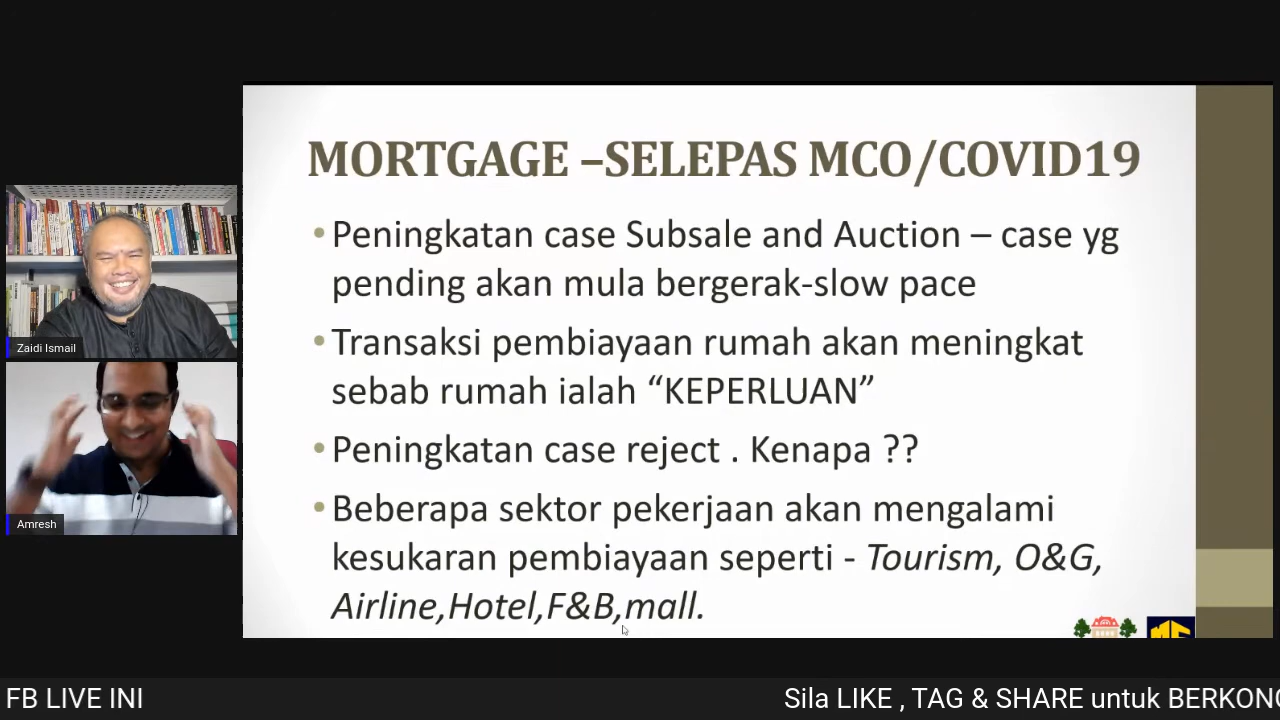 MORTGAGE –SELEPAS MCO/COVID19
• Peningkatan case Subsale and Auction – case yg
pending akan mula bergerak-slow pace
• Transaksi pembiayaan rumah akan meningkat
sebab rumah ialah “KEPERLUAN”
• Peningkatan case reject . Kenapa ??
• Beberapa sektor pekerjaan akan mengalami
kesukaran pembiayaan seperti - Tourism, O&G,
Airline,Hotel,F&B,mall.
Zaidi Ismail
Amresh
FB LIVE INI
Sila LIKE , TAG & SHARE untuk BERKONG